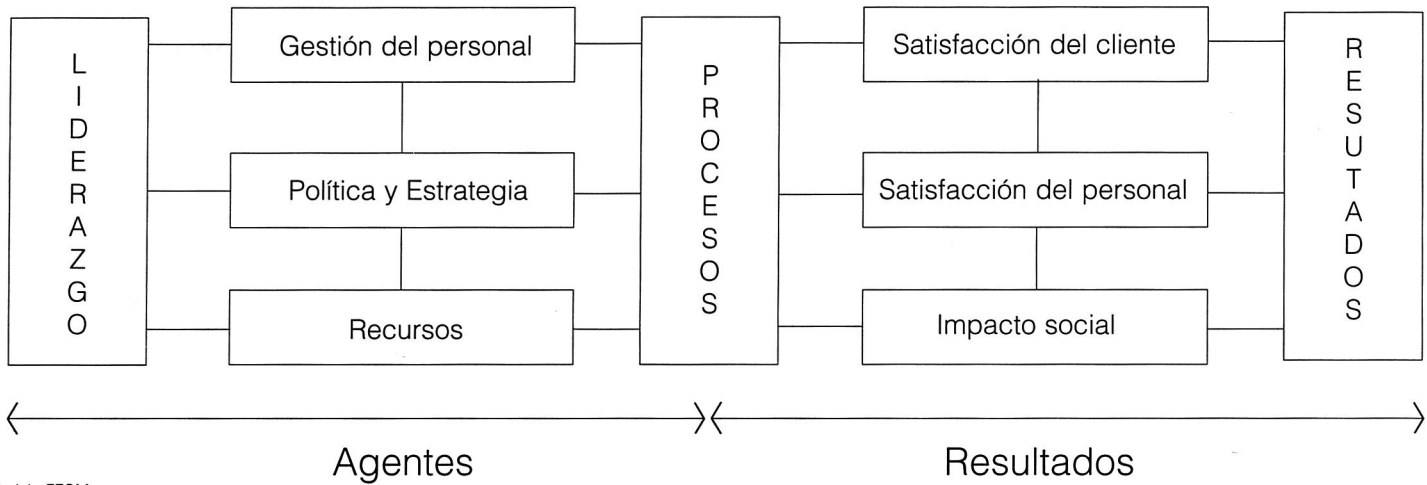 LIDERAZGO
Gestión del personal
Política y Estrategia
Recursos
PROCESOS
Satisfacción del cliente
Satisfacción del personal
Impacto social
RESUTADOS
Agentes
Resultados